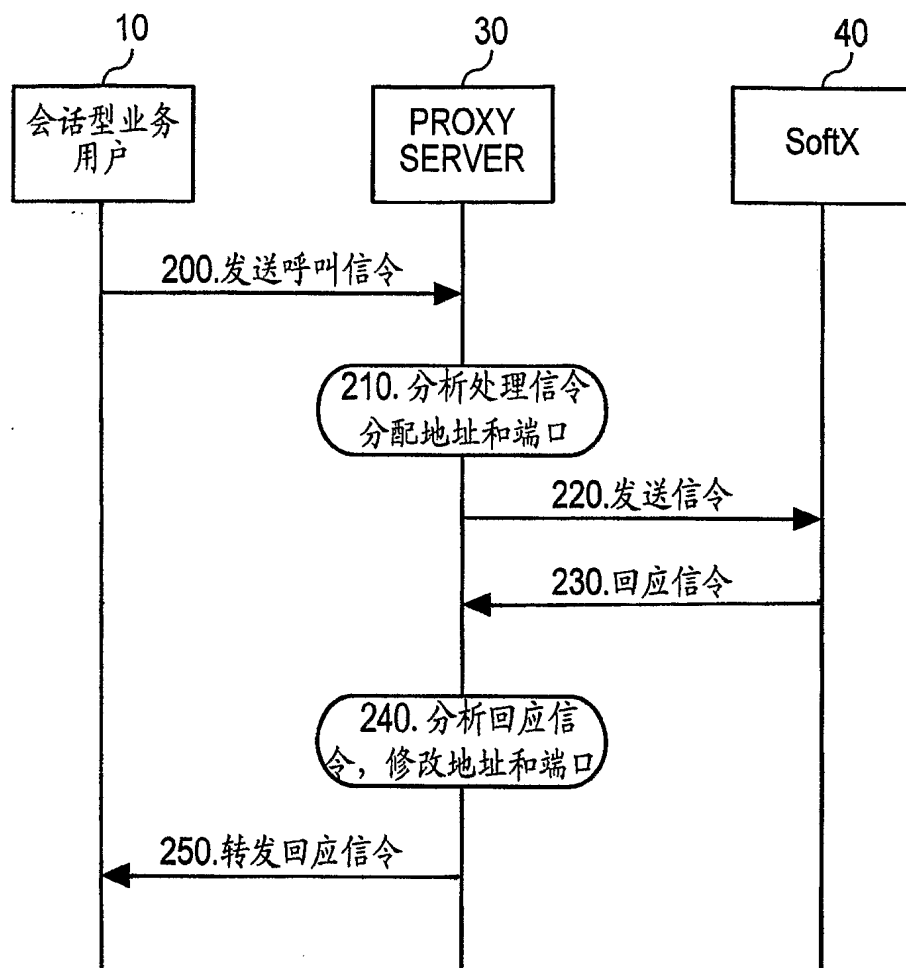 10
30
40
会话型业务
用户
PROXY
SERVER
SoftX
200.发送呼叫信令
210.分析处理信令
分配地址和端口
220.发送信令
230.回应信令
240.分析回应信
令，修改地址和端口
250.转发回应信令